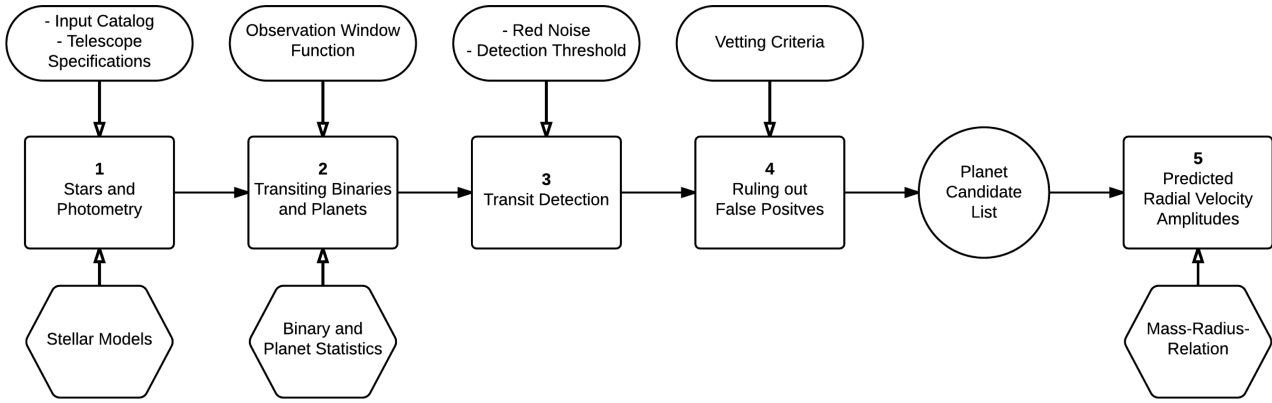 - Input Catalog
- Telescope
Specifications
Observation Window
Function
- Red Noise
- Detection Threshold
Vetting Criteria
1
Stars and
Photometry
2
Transiting Binaries
and Planets
3
Transit Detection
4
Ruling out
False Positves
Planet
Candidate
List
5
Predicted
Radial Velocity
Amplitudes
Stellar Models
Binary and
Planet Statistics
Mass-Radius-
Relation